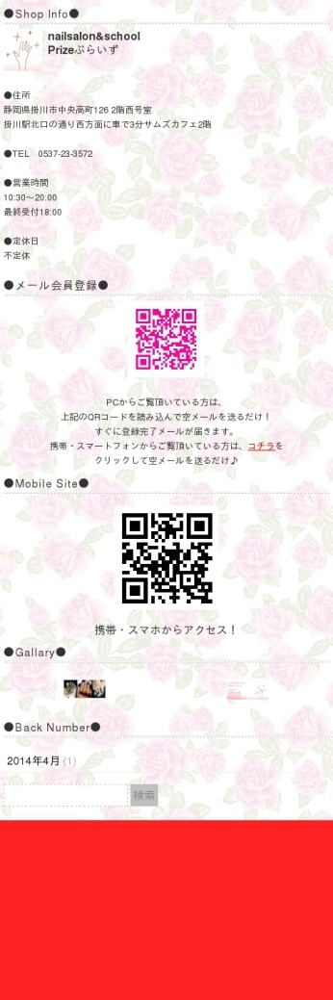 ●Shop Info●
nailsalon&school
Prizeぷらいず
●住所
静岡県掛川市中央高町126 2階西号室
掛川駅北口の通り西方面に車で3分サムズカフェ2階
●TEL 0537-23-3572
●営業時間
10:30～20:00
最終受付18:00
●定休日
不定休
●メール会員登録●
PCからご覧頂いている方は、
上記のQRコードを読み込んで空メールを送るだけ！
すぐに登録完了メールが届きます。
携帯・スマートフォンからご覧頂いている方は、コチラを
クリックして空メールを送るだけ♪
●Mobile Site●
携帯・スマホからアクセス！
●Gallary●
●Back Number●
2014年4月 (1)
検索